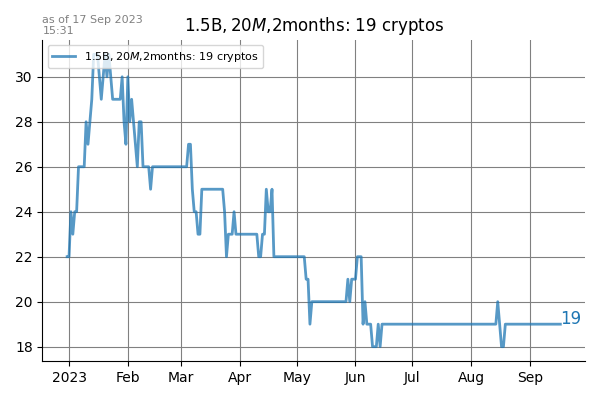 as of 17 Sep 2023
15:31
1.5B, 20M,2months: 19 cryptos
1.5B, 20M,2months: 19 cryptos
30
28
26
24
22
20
18
19
2023 Feb Mar Apr May Jun Jul Aug Sep